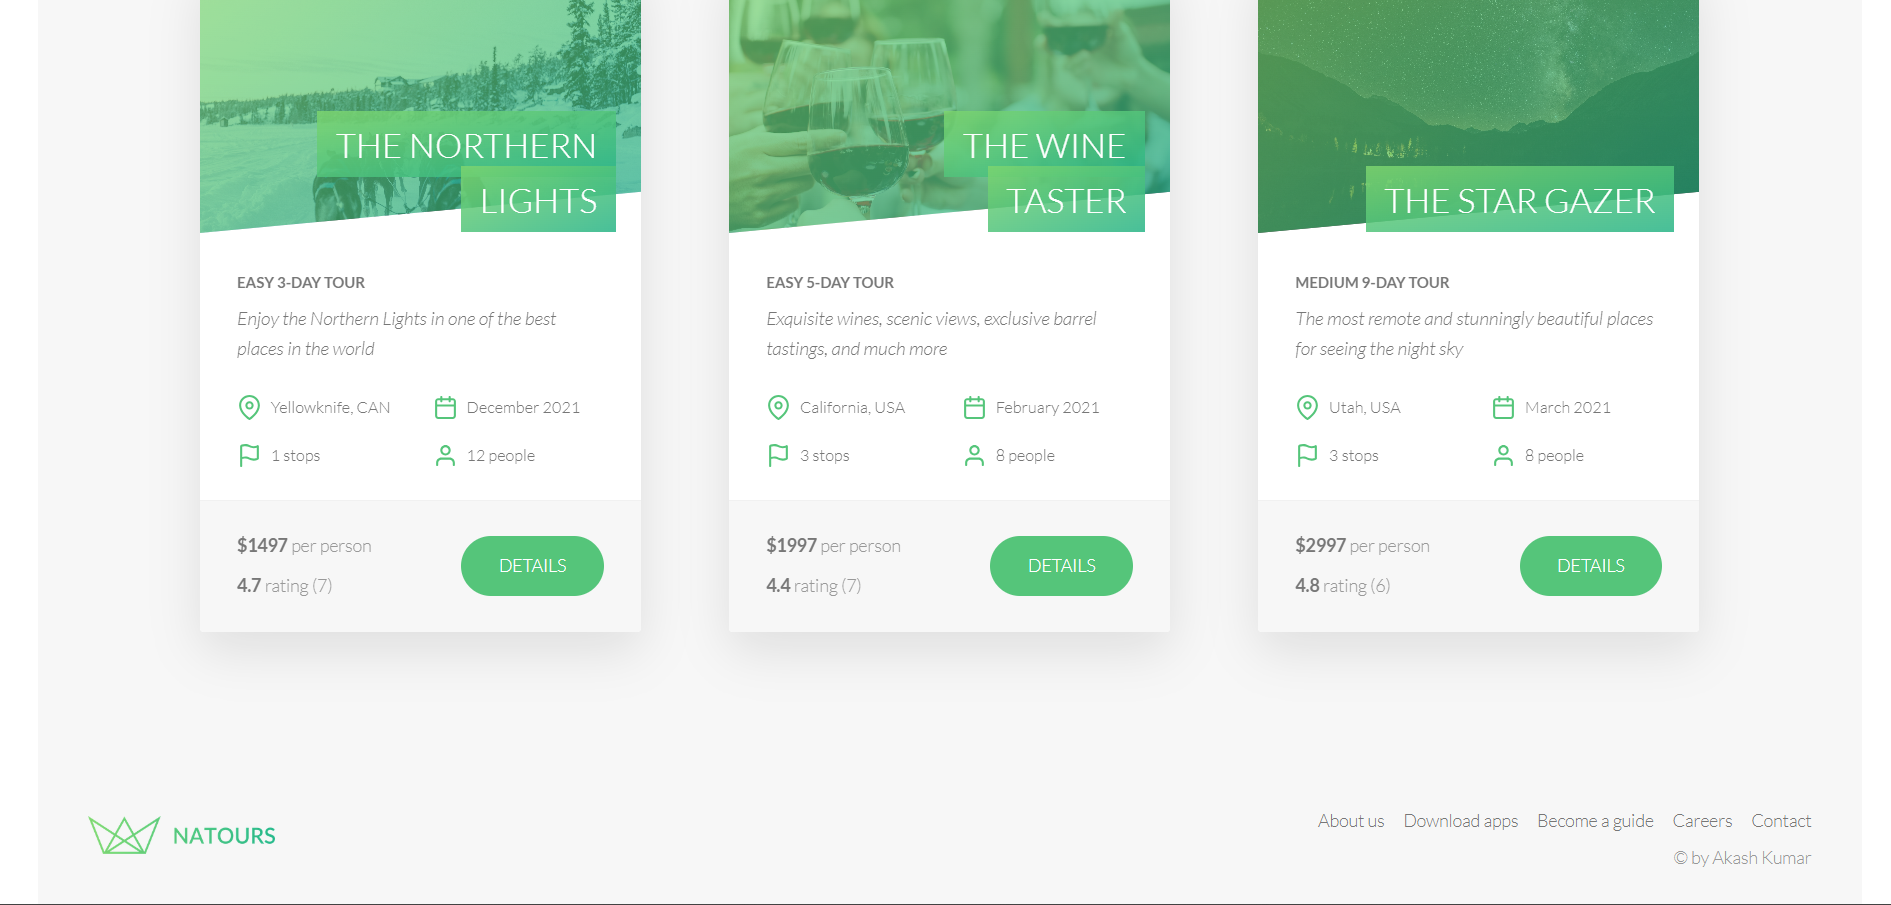 THE NORTHERN
LIGHTS
EASY 3-DAY TOUR
Enjoy the Northern Lights in one of the best
places in the world
Yellowknife, CAN
December 2021
1 stops
12 people
$1497 per person
4.7 rating (7)
DETAILS
THE WINE
TASTER
EASY 5-DAY TOUR
Exquisite wines, scenic views, exclusive barrel
tastings, and much more
California, USA
February 2021
3 stops
8 people
$1997 per person
4.4 rating (7)
DETAILS
THE STAR GAZER
MEDIUM 9-DAY TOUR
The most remote and stunningly beautiful places
for seeing the night sky
Utah, USA
March 2021
3 stops
8 people
$2997 per person
4.8 rating (6)
DETAILS
NATOURS
About us Download apps Become a guide Careers Contact
© by Akash Kumar